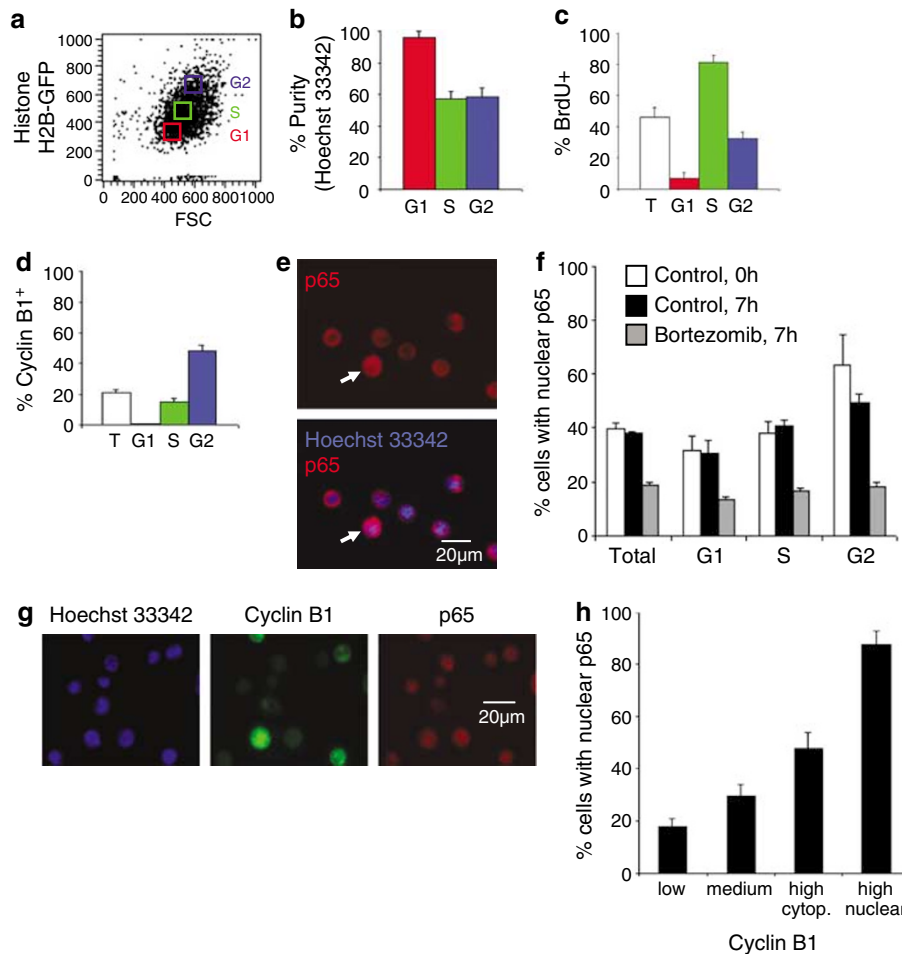 a
Histone
H2B-GFP
1000
800
600
400
200
0
G2
S
G1
0 200 400 600 800 1000
FSC
b
% Purity
(Hoechst 33342)
100
80
60
40
20
0
G1 S G2
c
% BrdU+
80
60
40
20
0
T G1 S G2
d
% Cyclin B1+
100
80
60
40
20
0
T G1 S G2
e
p65
Hoechst 33342
p65
20µm
f
% cells with nuclear p65
100
80
60
40
20
0
Control, 0h
Control, 7h
Bortezomib, 7h
Total G1 S G2
g
Hoechst 33342 Cyclin B1 p65
20µm
h
% cells with nuclear p65
100
80
60
40
20
0
low medium high cytop. high nuclear
Cyclin B1